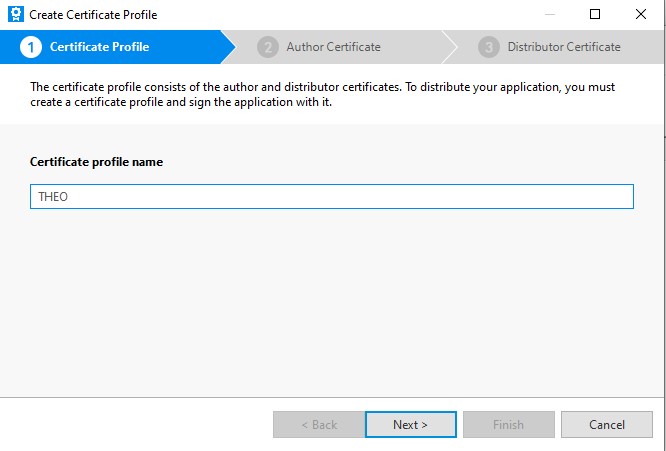 Create Certificate Profile
1 Certificate Profile
2 Author Certificate
3 Distributor Certificate
The certificate profile consists of the author and distributor certificates. To distribute your application, you must
create a certificate profile and sign the application with it.
Certificate profile name
THEO
< Back
Next >
Finish
Cancel